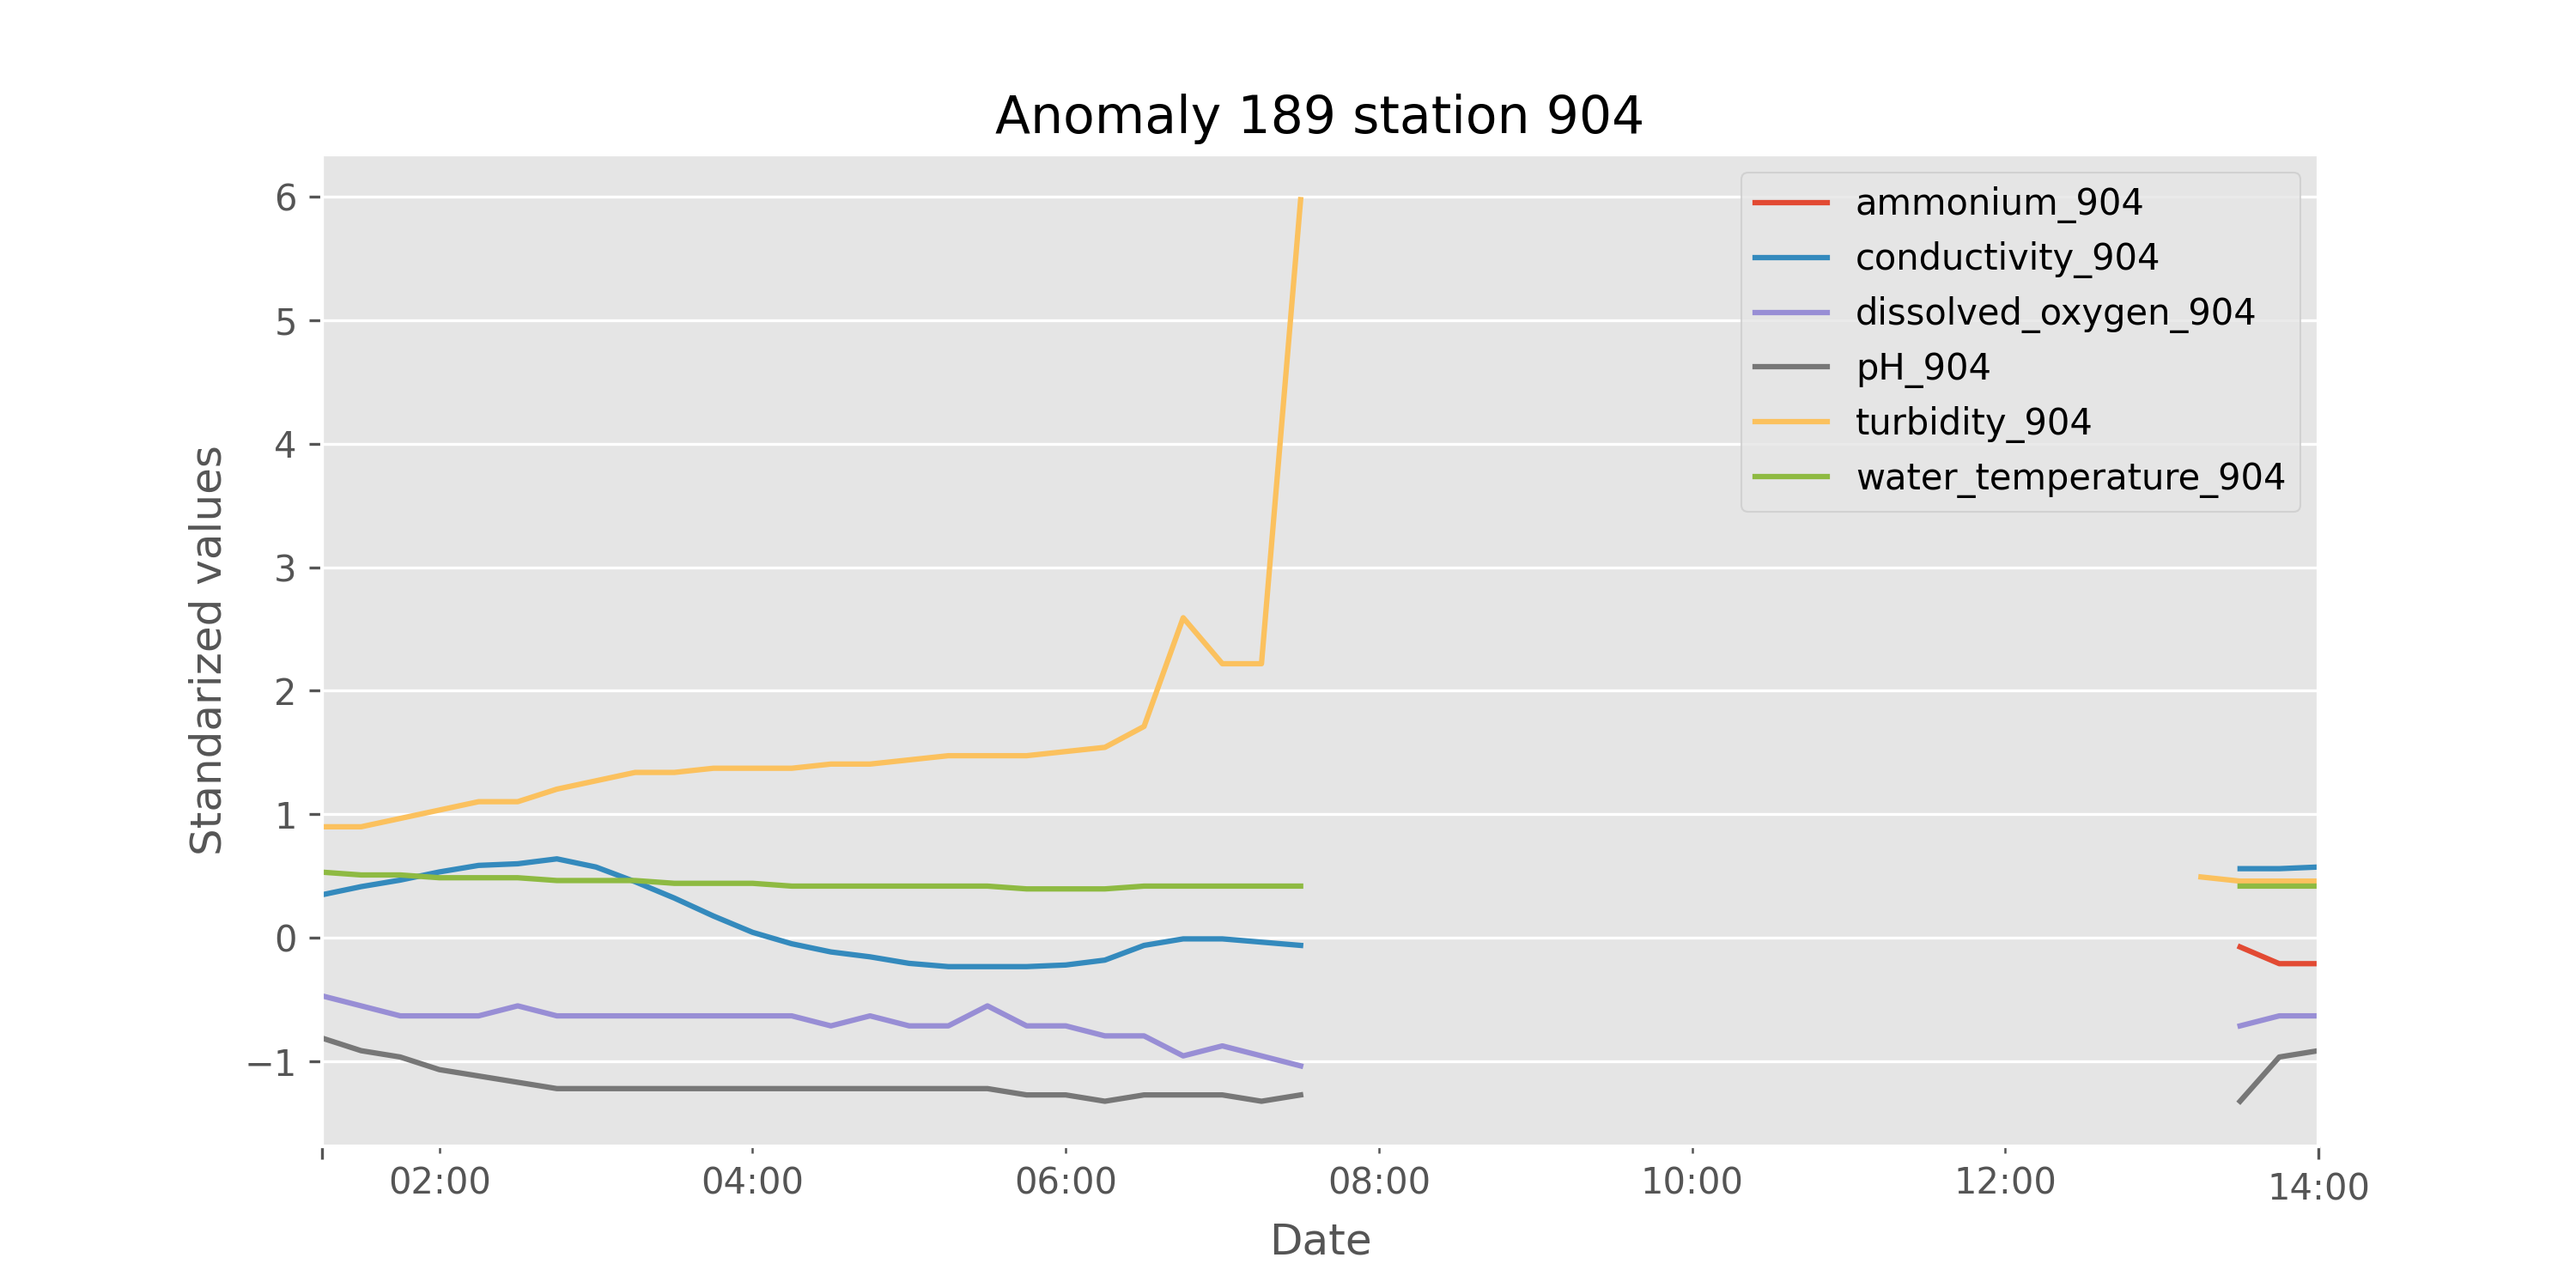 Anomaly 189 station 904
6
5
4
3
2
1
0
−1
Standarized values
ammonium_904
conductivity_904
dissolved_oxygen_904
pH_904
turbidity_904
water_temperature_904
02:00 04:00 06:00 08:00 10:00 12:00 14:00
Date